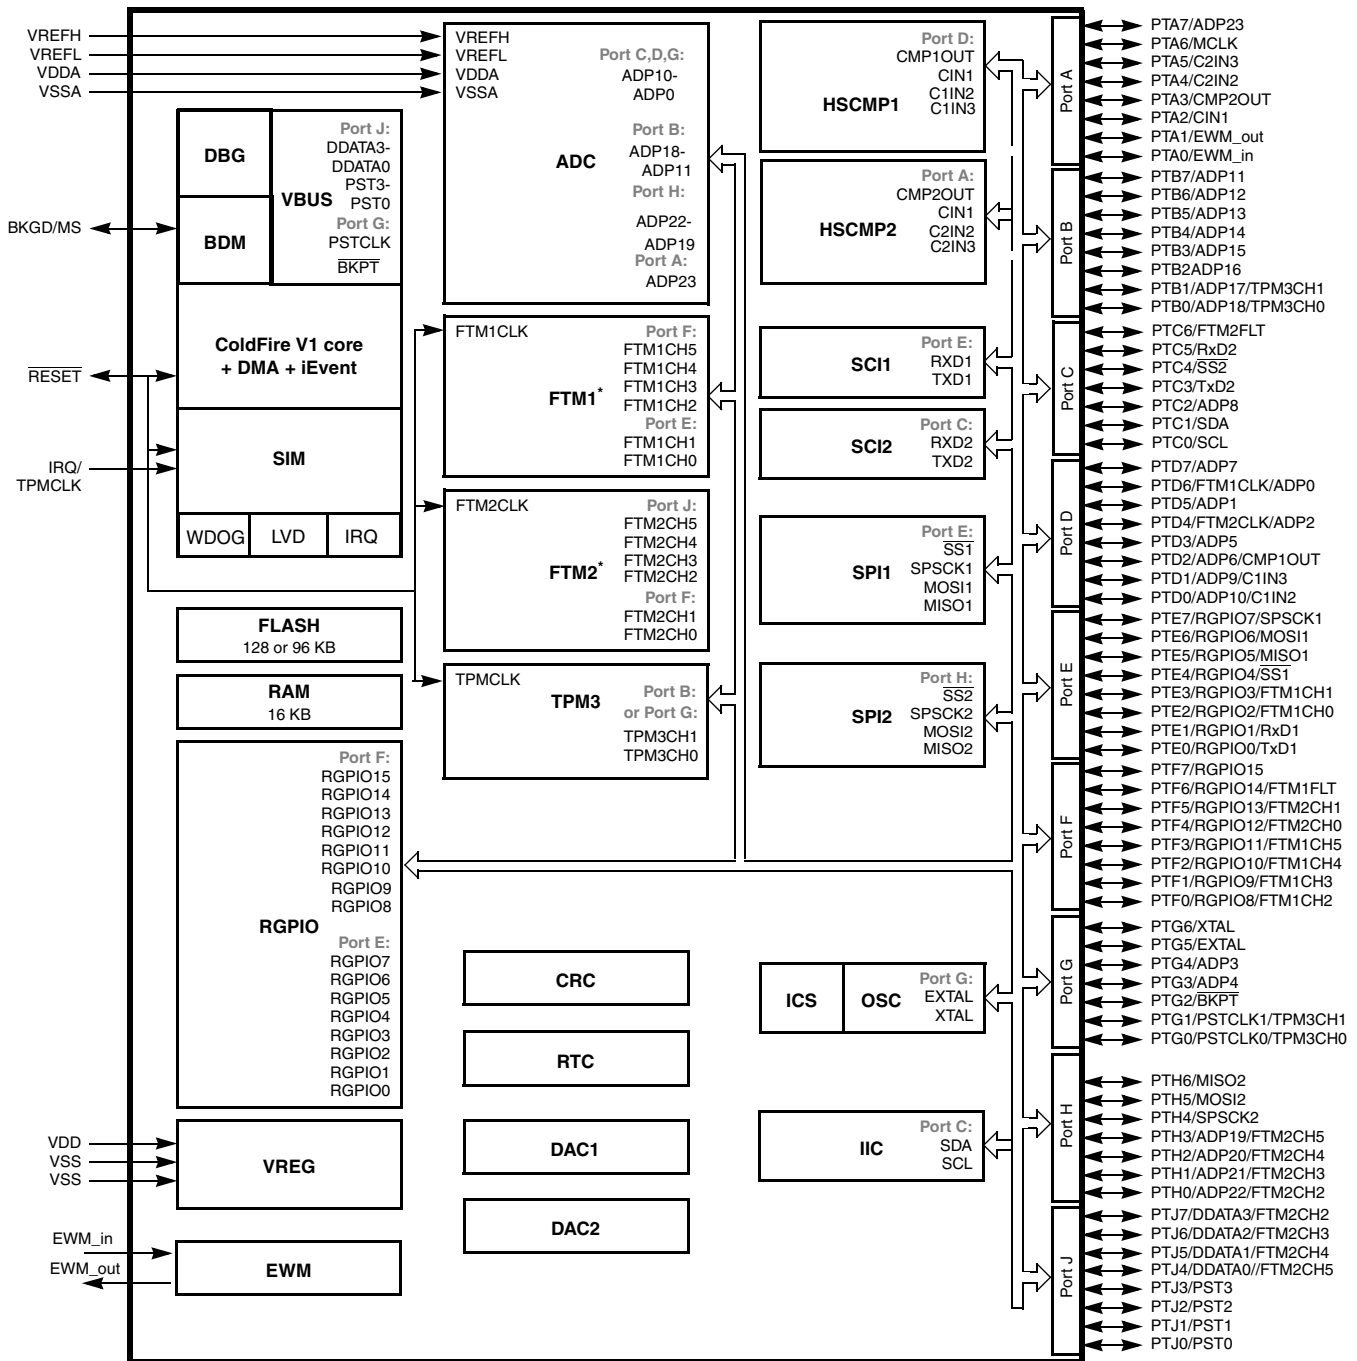 VREFH
VREFL
VDDA
VSSA
BKGD/MS
RESET
IRQ/
TPMCLK
VDD
VSS
VSS
EWM_in
EWM_out
DBG
BDM
VBUS
Port J:
DDATA3-
DDATA0
PST3-
PST0
Port G:
PSTCLK
BKPT
ColdFire V1 core
+ DMA + iEvent
SIM
WDOG
LVD
IRQ
FLASH
128 or 96 KB
RAM
16 KB
RGPIO
Port F:
RGPIO15
RGPIO14
RGPIO13
RGPIO12
RGPIO11
RGPIO10
RGPIO9
RGPIO8
Port E:
RGPIO7
RGPIO6
RGPIO5
RGPIO4
RGPIO3
RGPIO2
RGPIO1
RGPIO0
VREG
EWM
VREFH
VREFL
VDDA
VSSA
ADC
Port C,D,G:
ADP10-
ADP0
Port B:
ADP18-
ADP11
Port H:
ADP22-
ADP19
Port A:
ADP23
FTM1CLK
FTM1*
Port F:
FTM1CH5
FTM1CH4
FTM1CH3
FTM1CH2
Port E:
FTM1CH1
FTM1CH0
FTM2CLK
FTM2*
Port J:
FTM2CH5
FTM2CH4
FTM2CH3
FTM2CH2
Port F:
FTM2CH1
FTM2CH0
TPMCLK
TPM3
Port B:
or Port G:
TPM3CH1
TPM3CH0
CRC
RTC
DAC1
DAC2
HSCMP1
Port D:
CMP1OUT
CIN1
C1IN2
C1IN3
HSCMP2
Port A:
CMP2OUT
CIN1
C2IN2
C2IN3
SCI1
Port E:
RXD1
TXD1
SCI2
Port C:
RXD2
TXD2
SPI1
Port E:
SS1
SPSCK1
MOSI1
MISO1
SPI2
Port H:
SS2
SPSCK2
MOSI2
MISO2
ICS
OSC
Port G:
EXTAL
XTAL
IIC
Port C:
SDA
SCL
Port A
PTA7/ADP23
PTA6/MCLK
PTA5/C2IN3
PTA4/C2IN2
PTA3/CMP2OUT
PTA2/CIN1
PTA1/EWM_out
PTA0/EWM_in
Port B
PTB7/ADP11
PTB6/ADP12
PTB5/ADP13
PTB4/ADP14
PTB3/ADP15
PTB2ADP16
PTB1/ADP17/TPM3CH1
PTB0/ADP18/TPM3CH0
Port C
PTC6/FTM2FLT
PTC5/RxD2
PTC4/SS2
PTC3/TxD2
PTC2/ADP8
PTC1/SDA
PTC0/SCL
Port D
PTD7/ADP7
PTD6/FTM1CLK/ADP0
PTD5/ADP1
PTD4/FTM2CLK/ADP2
PTD3/ADP5
PTD2/ADP6/CMP1OUT
PTD1/ADP9/C1IN3
PTD0/ADP10/C1IN2
Port E
PTE7/RGPIO7/SPSCK1
PTE6/RGPIO6/MOSI1
PTE5/RGPIO5/MISO1
PTE4/RGPIO4/SS1
PTE3/RGPIO3/FTM1CH1
PTE2/RGPIO2/FTM1CH0
PTE1/RGPIO1/RxD1
PTE0/RGPIO0/TxD1
Port F
PTF7/RGPIO15
PTF6/RGPIO14/FTM1FLT
PTF5/RGPIO13/FTM2CH1
PTF4/RGPIO12/FTM2CH0
PTF3/RGPIO11/FTM1CH5
PTF2/RGPIO10/FTM1CH4
PTF1/RGPIO9/FTM1CH3
PTF0/RGPIO8/FTM1CH2
Port G
PTG6/XTAL
PTG5/EXTAL
PTG4/ADP3
PTG3/ADP4
PTG2/BKPT
PTG1/PSTCLK1/TPM3CH1
PTG0/PSTCLK0/TPM3CH0
Port H
PTH6/MISO2
PTH5/MOSI2
PTH4/SPSCK2
PTH3/ADP19/FTM2CH5
PTH2/ADP20/FTM2CH4
PTH1/ADP21/FTM2CH3
PTH0/ADP22/FTM2CH2
Port J
PTJ7/DDATA3/FTM2CH2
PTJ6/DDATA2/FTM2CH3
PTJ5/DDATA1/FTM2CH4
PTJ4/DDATA0//FTM2CH5
PTJ3/PST3
PTJ2/PST2
PTJ1/PST1
PTJ0/PST0